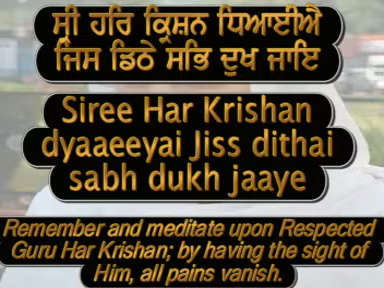 ਸ੍ਰੀ ਹਰਿ ਕ੍ਰਿਸ਼ਨ ਧਿਆਈਐ
ਜਿਸ ਡਿਠੇ ਸਭਿ ਦੁਖ ਜਾਇ
Siree Har Krishan
dyaaeeyai Jiss dithai
sabh dukh jaaye
Remember and meditate upon Respected
Guru Har Krishan; by having the sight of
Him, all pains vanish.